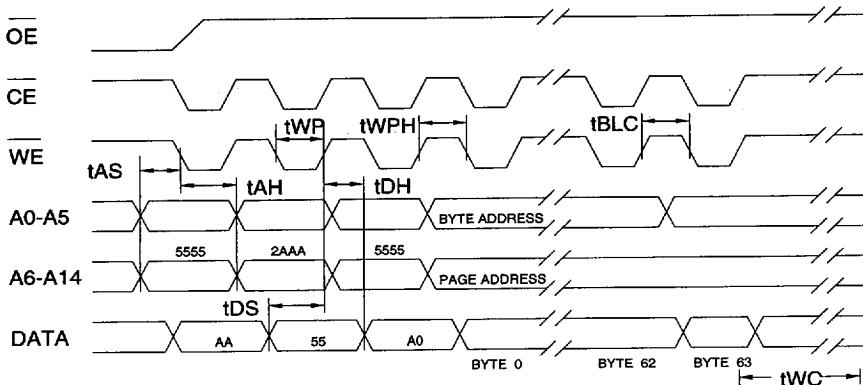 OE
CE
tWP tWPH tBLC
WE
tAS tAH tDH
A0-A5 BYTE ADDRESS
5555 2AAA 5555
A6-A14 PAGE ADDRESS
tDS
DATA AA 55 A0
BYTE 0 BYTE 62 BYTE 63
tWC